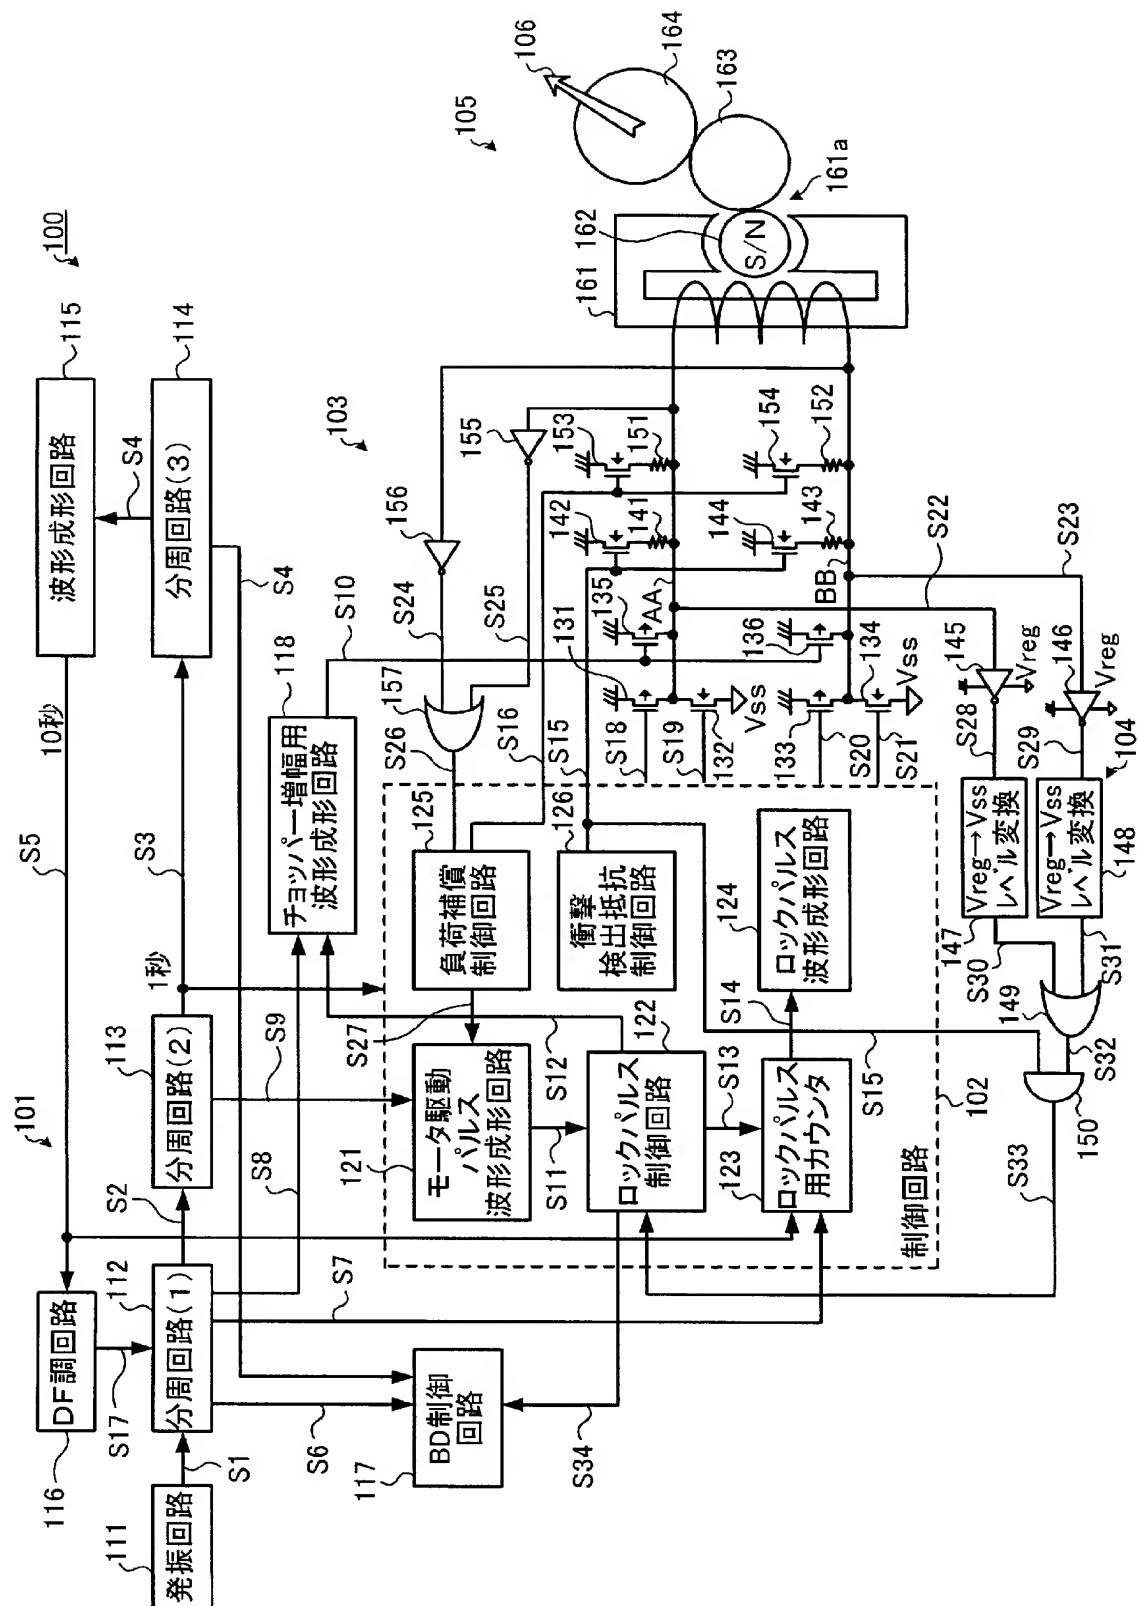 100
101
115
波形成形回路
S5
10秒
DF調回路
116
S17
S4
114
分周回路(3)
S4
S3
1秒
113
分周回路(2)
S2
112
分周回路(1)
S1
111
発振回路
S9
S8
S7
S6
BD制御
回路
117
S34
118
チョッパー増幅用
波形成形回路
S10
103
156
155
S24
S25
157
S26
S16
S15
125
負荷補償
制御回路
S27
121
モータ駆動
パルス
波形成形回路
S11
S12
122
ロックパルス
制御回路
S13
123
ロックパルス
用カウンタ
S14
124
ロックパルス
波形成形回路
126
衝撃
検出抵抗
制御回路
制御回路
102
S15
S33
150
S32
149
S30
S31
147
Vreg→Vss
レベル変換
Vreg→Vss
レベル変換
148
104
S28
S29
145
Vreg
146
Vreg
S22
S23
S18
S19
S20
S21
131
132
Vss
133
134
Vss
135
136
AA
BB
142
141
144
143
153
151
154
152
161
162
S/N
161a
163
164
105
106